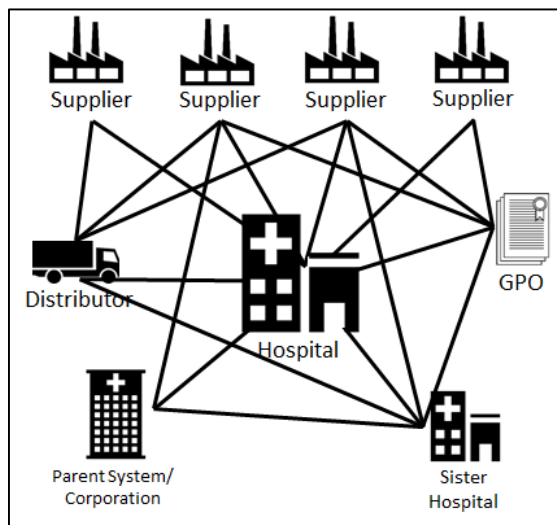 Supplier
Supplier
Supplier
Supplier
Distributor
GPO
Hospital
Parent System/
Corporation
Sister
Hospital